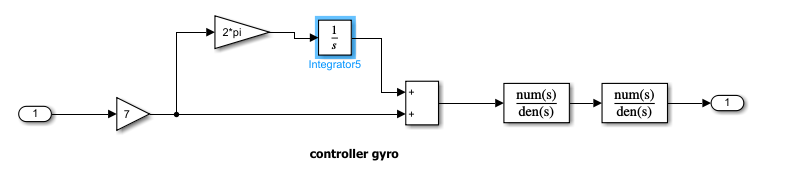 2*pi
1
s
Integrator5
1
7
+
+
num(s)
den(s)
num(s)
den(s)
1
controller gyro